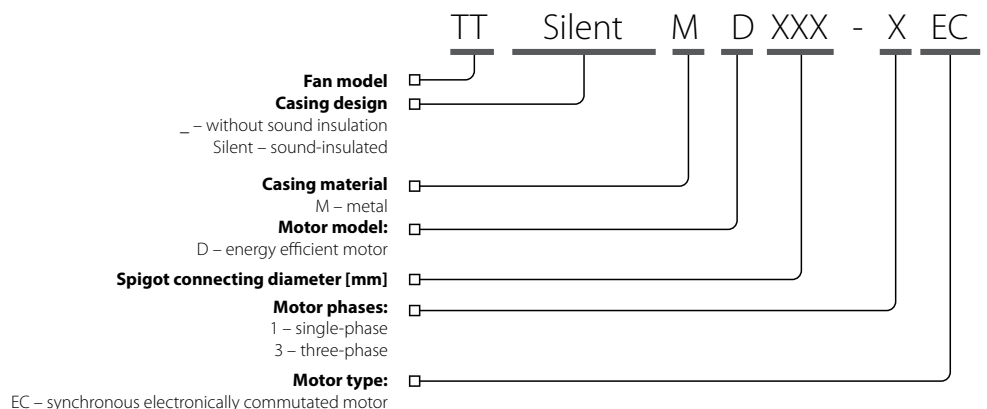 TT Silent M D XXX - X EC
Fan model
Casing design
_ – without sound insulation
Silent – sound-insulated
Casing material
M – metal
Motor model:
D – energy efficient motor
Spigot connecting diameter [mm]
Motor phases:
1 – single-phase
3 – three-phase
Motor type:
EC – synchronous electronically commutated motor